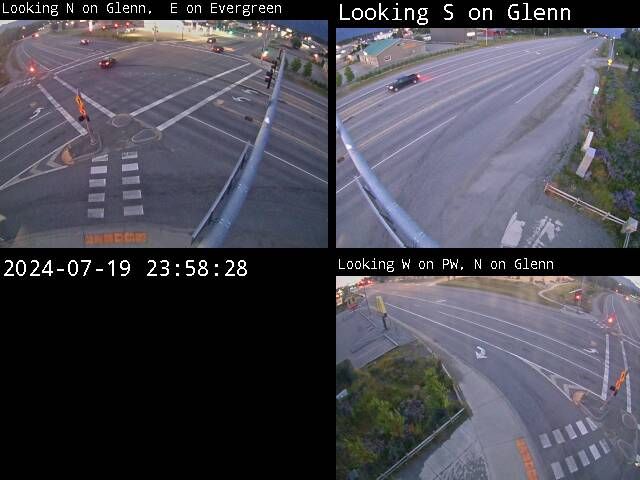 Looking N on Glenn,  E on Evergreen
Looking S on Glenn
2024-07-19 23:58:28
Looking W on PW, N on Glenn